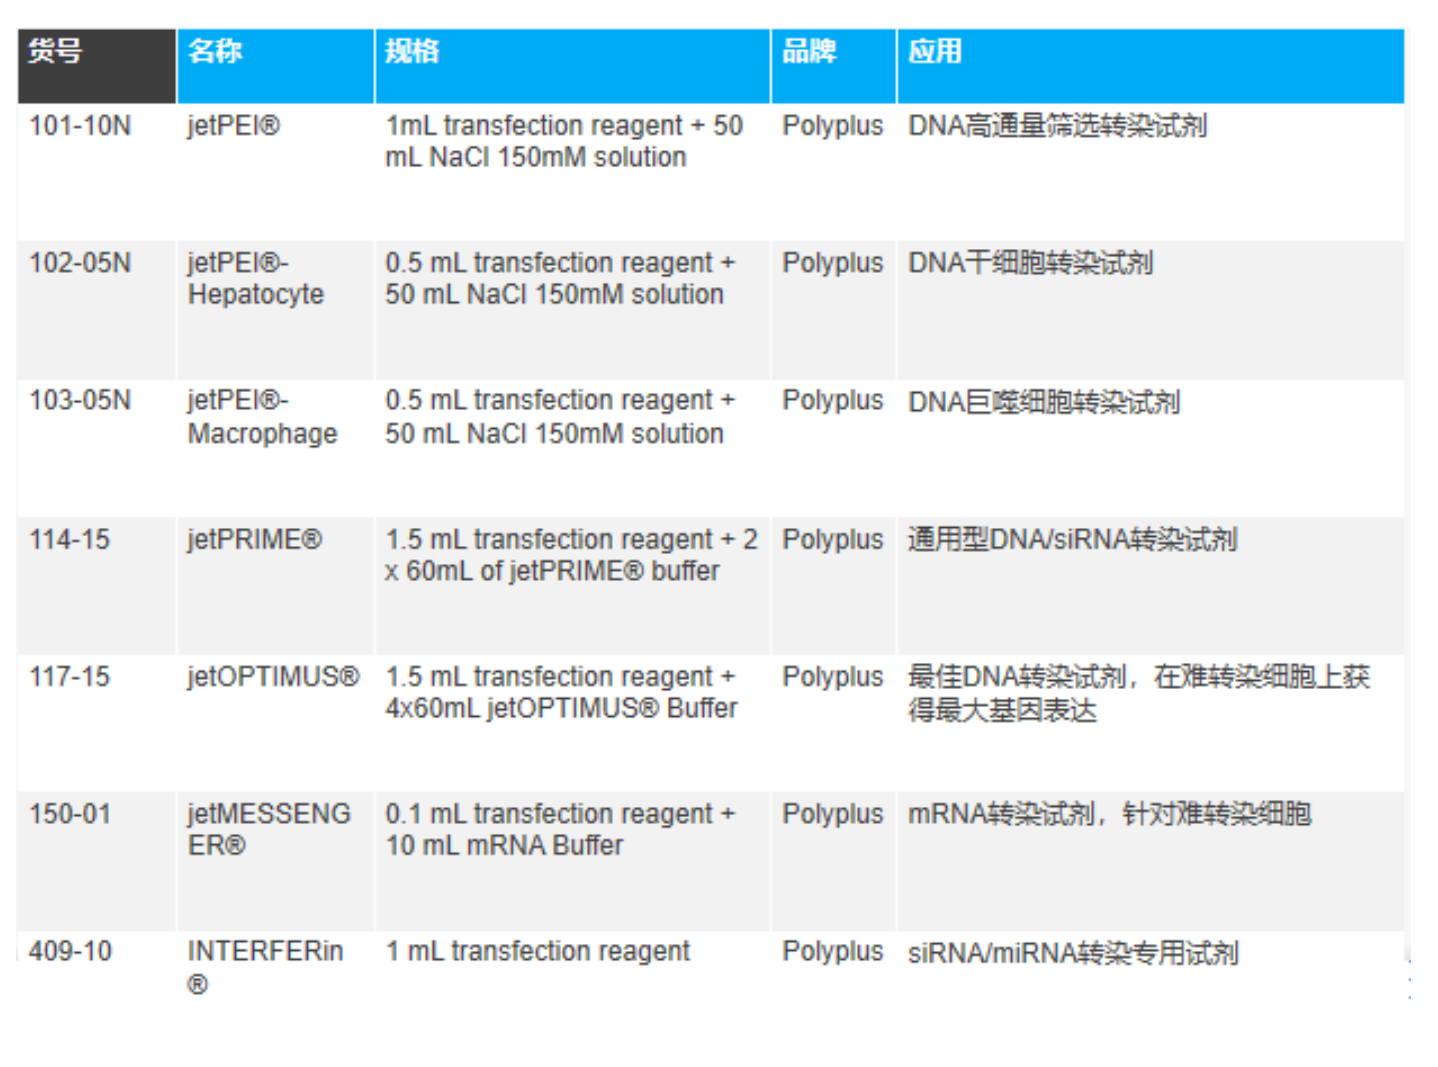 货号 名称 规格 品牌 应用
101-10N jetPEI® 1mL transfection reagent + 50 Polyplus DNA高通量筛选转染试剂
mL NaCl 150mM solution
102-05N jetPEI®- 0.5 mL transfection reagent + Polyplus DNA干细胞转染试剂
Hepatocyte 50 mL NaCl 150mM solution
103-05N jetPEI®- 0.5 mL transfection reagent + Polyplus DNA巨噬细胞转染试剂
Macrophage 50 mL NaCl 150mM solution
114-15 jetPRIME® 1.5 mL transfection reagent + 2 Polyplus 通用型DNA/siRNA转染试剂
x 60mL of jetPRIME® buffer
117-15 jetOPTIMUS® 1.5 mL transfection reagent + Polyplus 最佳DNA转染试剂，在难转染细胞上获
4x60mL jetOPTIMUS® Buffer 得最大基因表达
150-01 jetMESSENG 0.1 mL transfection reagent + Polyplus mRNA转染试剂，针对难转染细胞
ER® 10 mL mRNA Buffer
409-10 INTERFERin 1 mL transfection reagent Polyplus siRNA/miRNA转染专用试剂
®